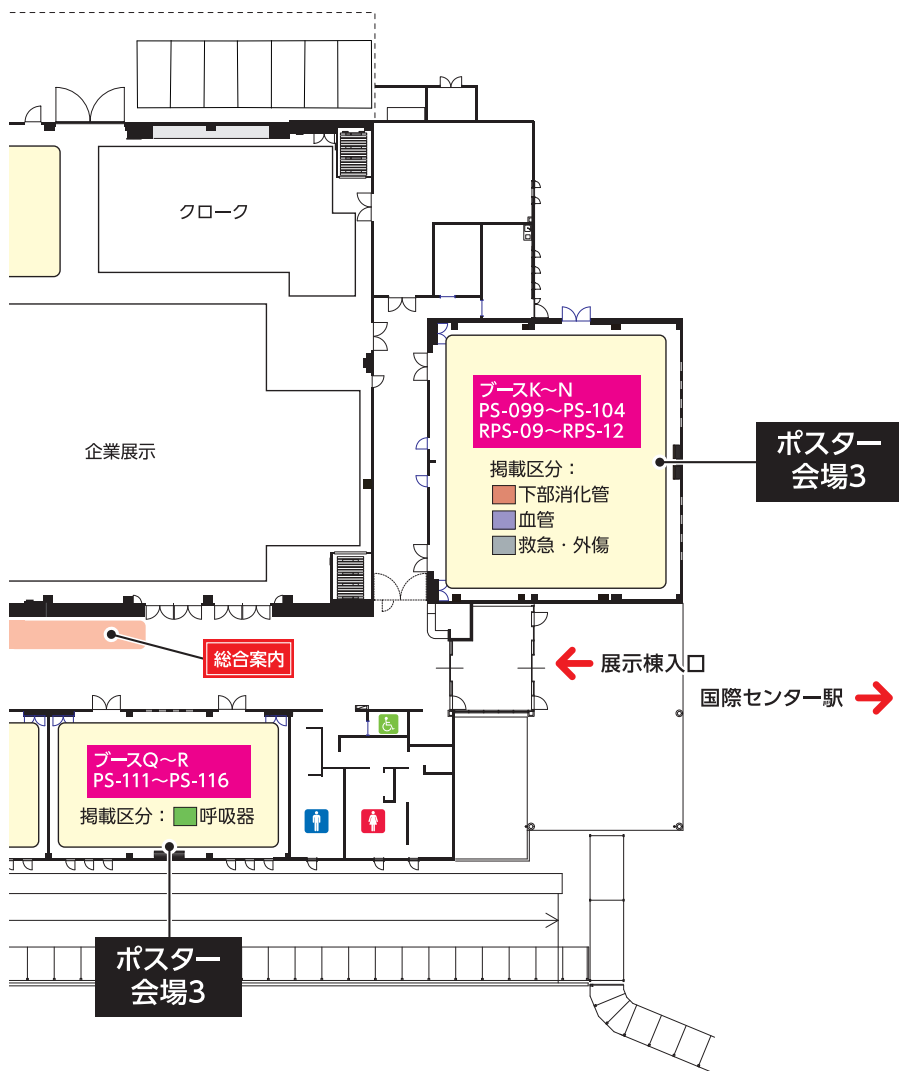 クローク
ブースK～N
PS-099～PS-104
RPS-09～RPS-12
掲載区分：
下部消化管
血管
救急・外傷
ポスター
会場3
企業展示
総合案内
展示棟入口
国際センター駅
ブースQ～R
PS-111～PS-116
掲載区分：呼吸器
ポスター
会場3